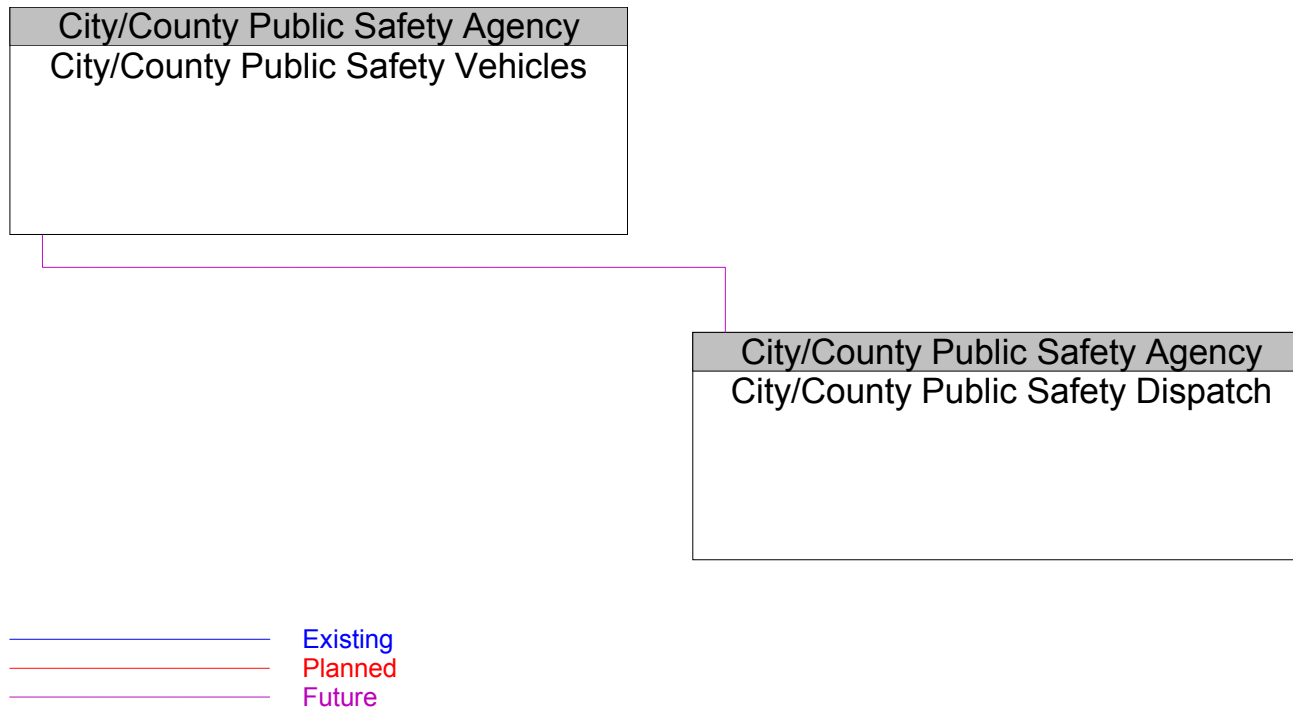 City/County Public Safety Agency
City/County Public Safety Vehicles
City/County Public Safety Agency
City/County Public Safety Dispatch
Existing
Planned
Future